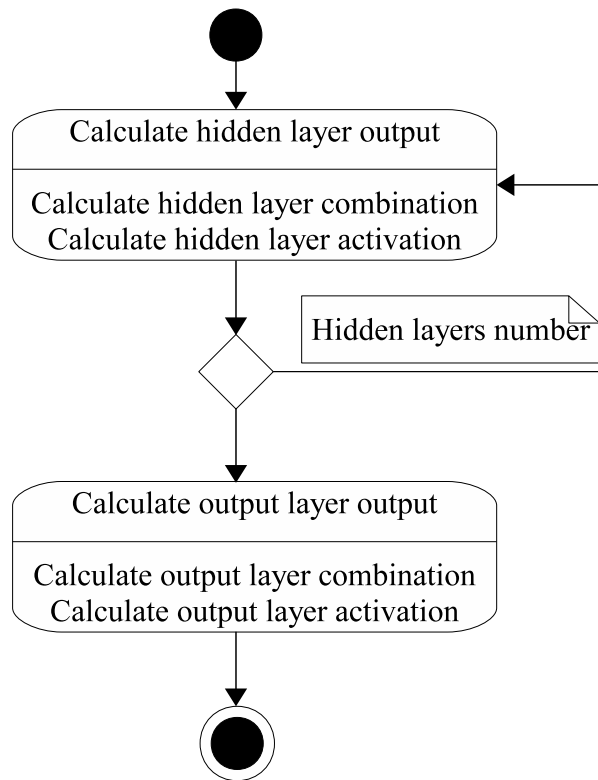 Calculate hidden layer output
Calculate hidden layer combination
Calculate hidden layer activation
Hidden layers number
Calculate output layer output
Calculate output layer combination
Calculate output layer activation